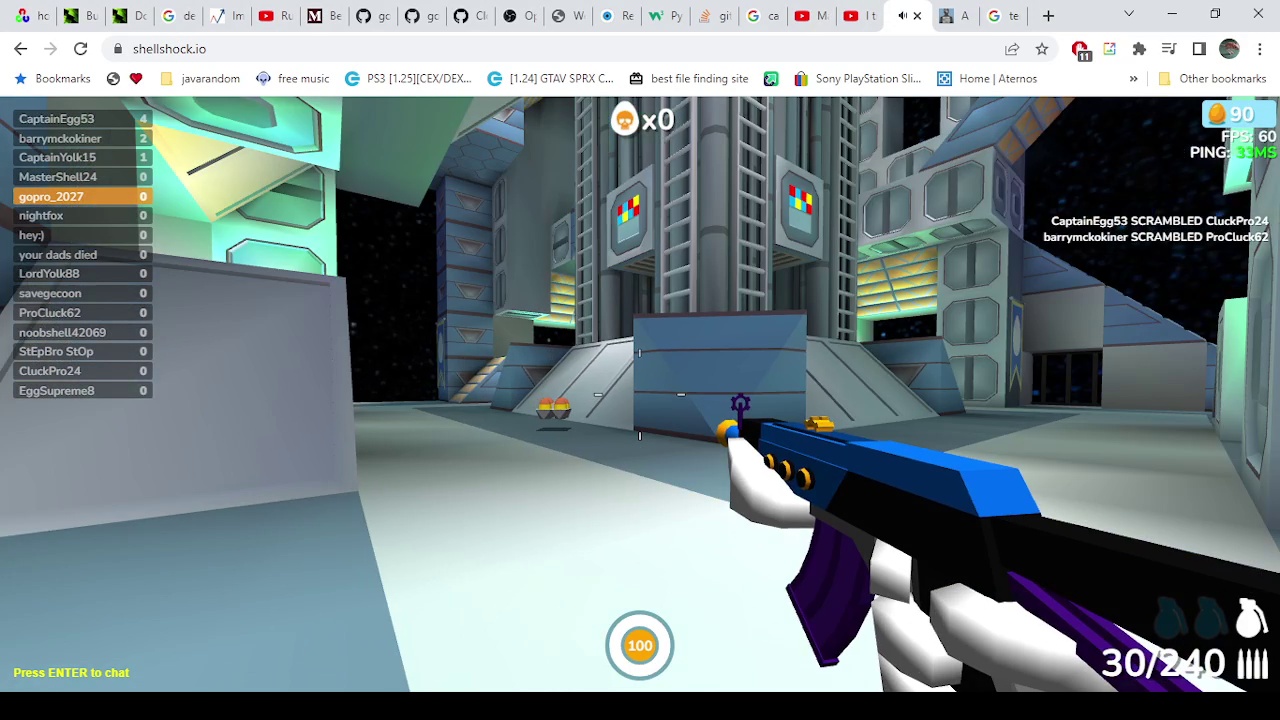 hc
Bu
Dc
de
Im
Ru
Be
gc
gc
Cl
Op
W
Re
Py
git
ca
M
I t
A
te
shellshock.io
11
Bookmarks
javarandom
free music
PS3 [1.25](CEX/DEX...
[1.24] GTAV SPRX C...
best file finding site
Sony PlayStation Sli...
Home | Aternos
»
Other bookmarks
CaptainEgg53 4
barrymckokiner 2
CaptainYolk15 1
MasterShell24 0
gopro_2027 0
nightfox 0
hey:) 0
your dads died 0
LordYolk88 0
savegecoon 0
ProCluck62 0
noobshell42069 0
StEpBro StOp 0
CluckPro24 0
EggSupreme8 0
x0
90
FPS: 60
PING: 33MS
CaptainEgg53 SCRAMBLED CluckPro24
barrymckokiner SCRAMBLED ProCluck62
100
30/240
Press ENTER to chat